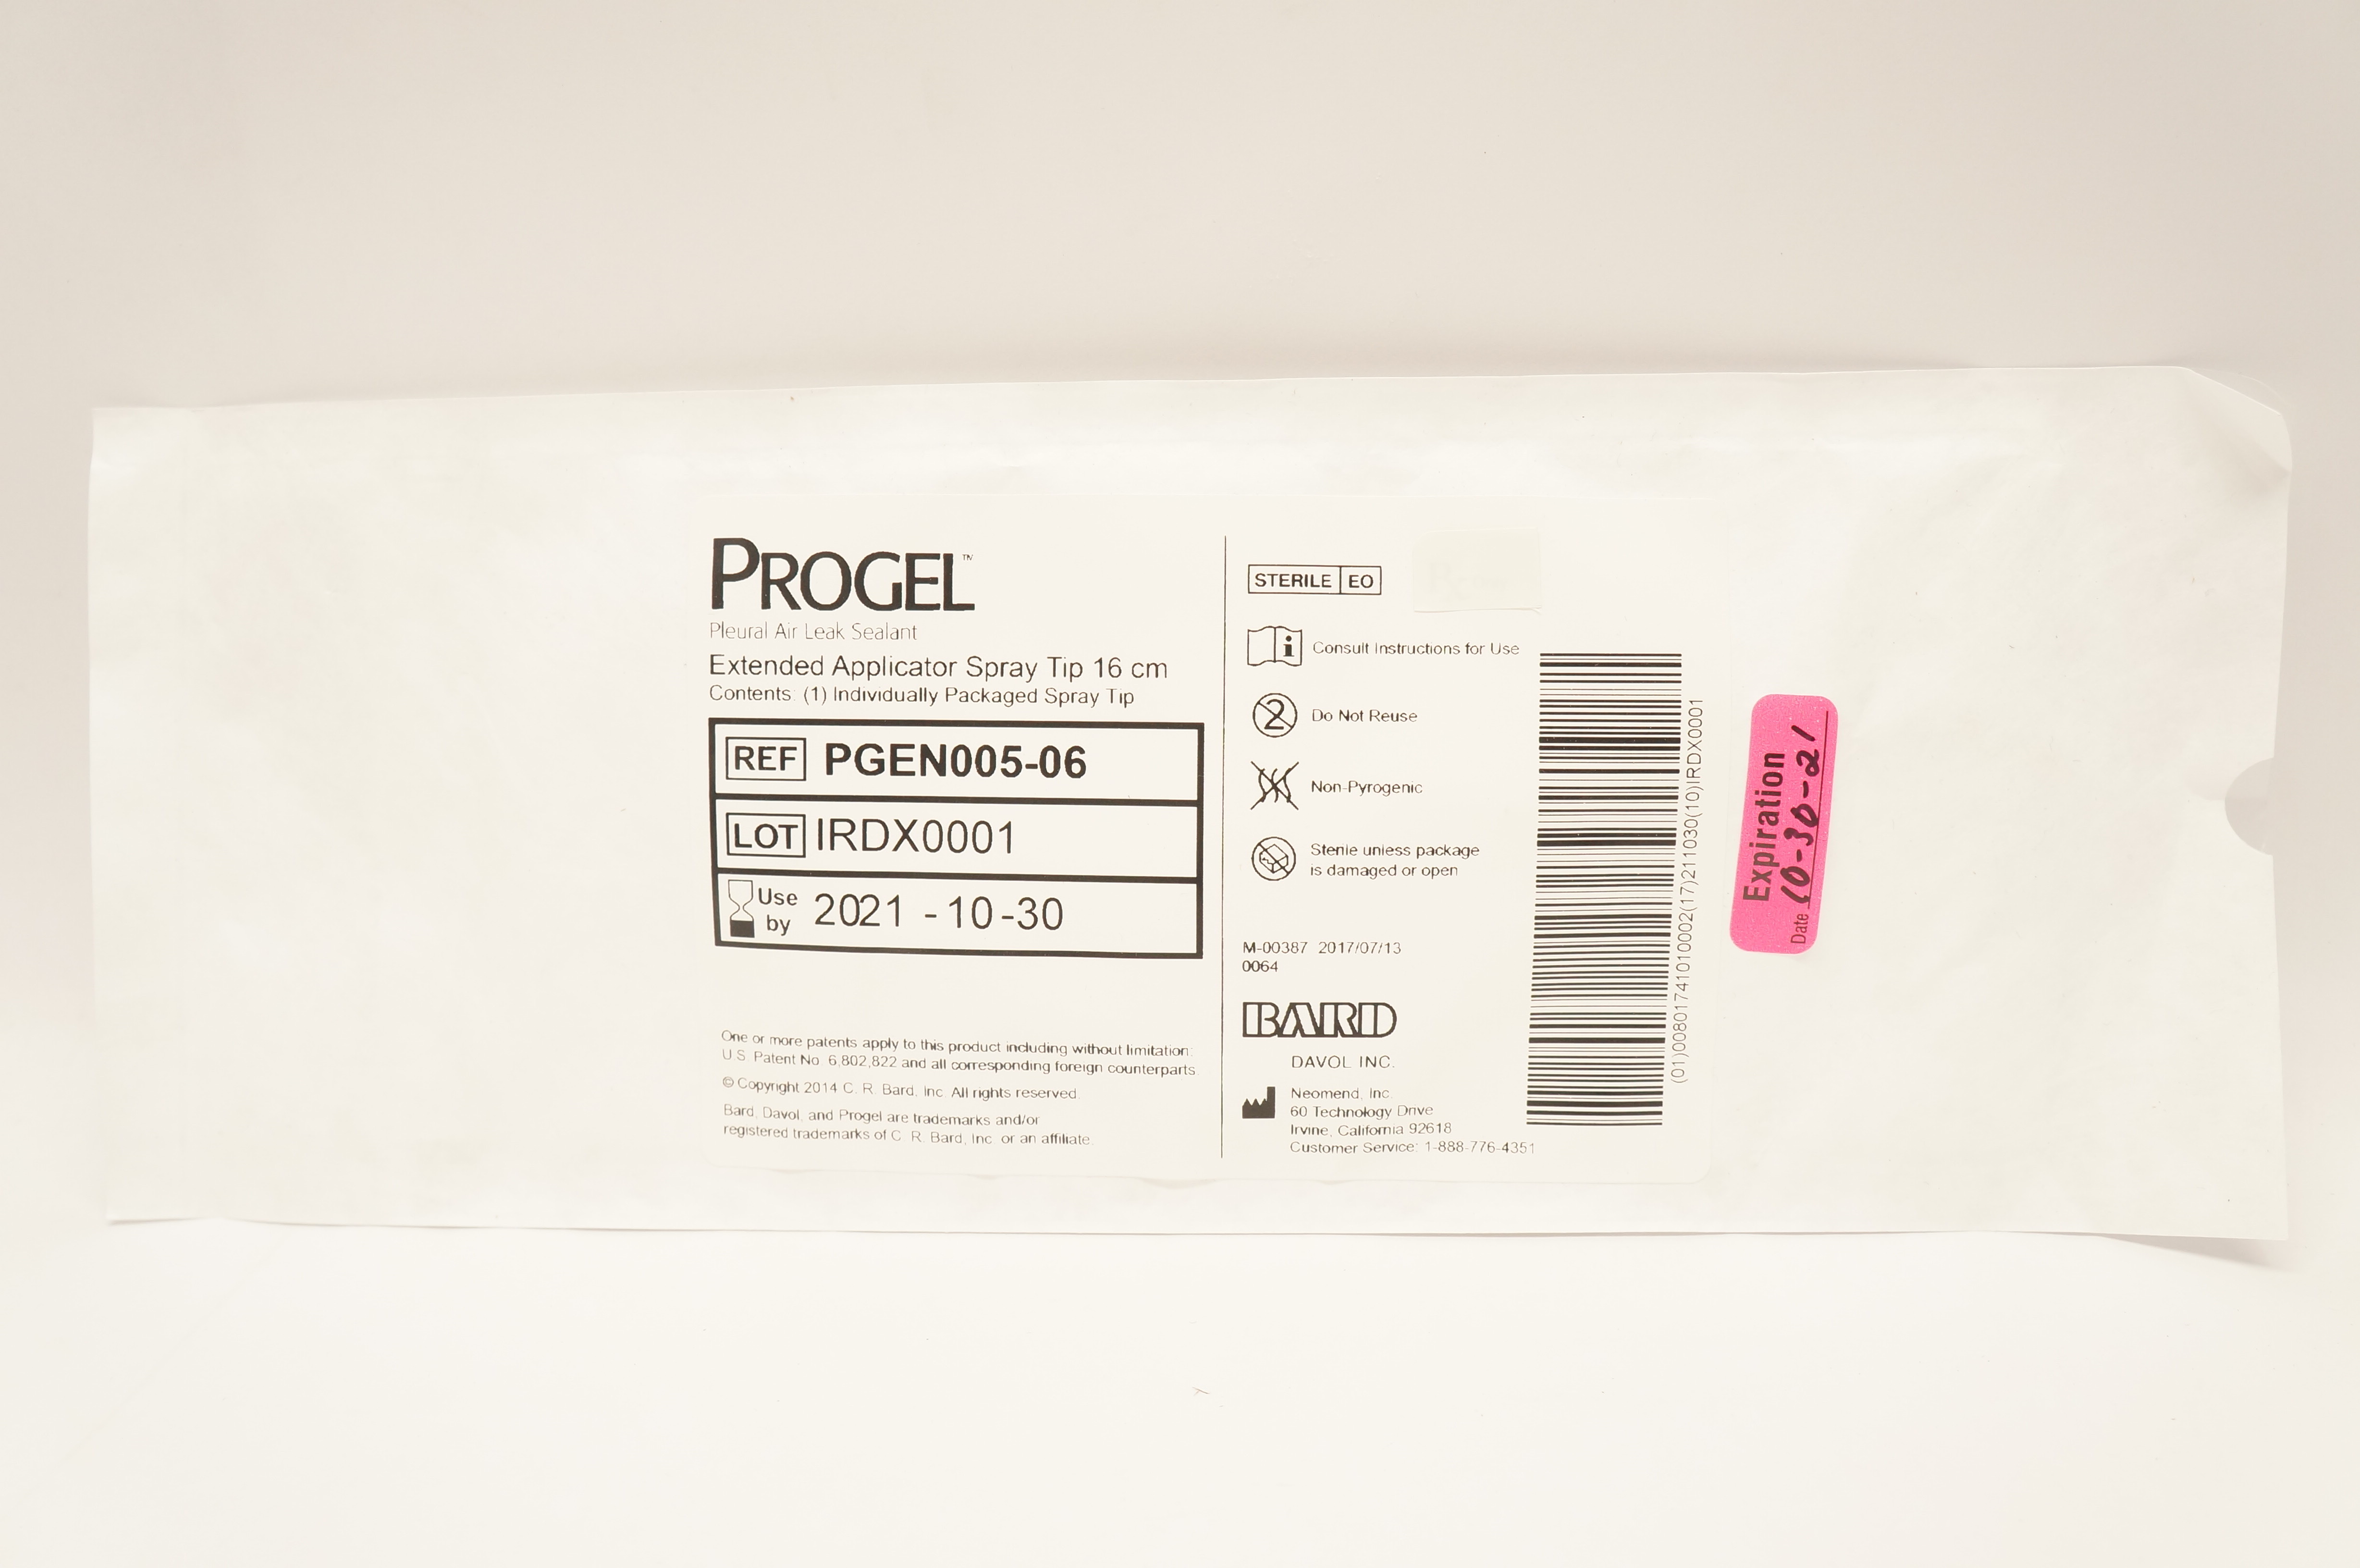 PROGEL™
Pleural Air Leak Sealant
Extended Applicator Spray Tip 16 cm
Contents: (1) Individually Packaged Spray Tip
REF PGEN005-06
LOT IRDX0001
Use by 2021 - 10 -30
One or more patents apply to this product including without limitation:
U.S. Patent No. 6,802,822 and all corresponding foreign counterparts.
© Copyright 2014 C. R. Bard, Inc. All rights reserved.
Bard, Davol, and Progel are trademarks and/or
registered trademarks of C. R. Bard, Inc. or an affiliate.
STERILE EO
Consult Instructions for Use
2 Do Not Reuse
Non-Pyrogenic
Sterile unless package
is damaged or open
M-00387 2017/07/13
0064
BARD
DAVOL INC.
Neomend, Inc.
60 Technology Drive
Irvine, California 92618
Customer Service: 1-888-776-4351
(01)00801741010002(17)211030(10)IRDX0001
Expiration
Date 10-30-21